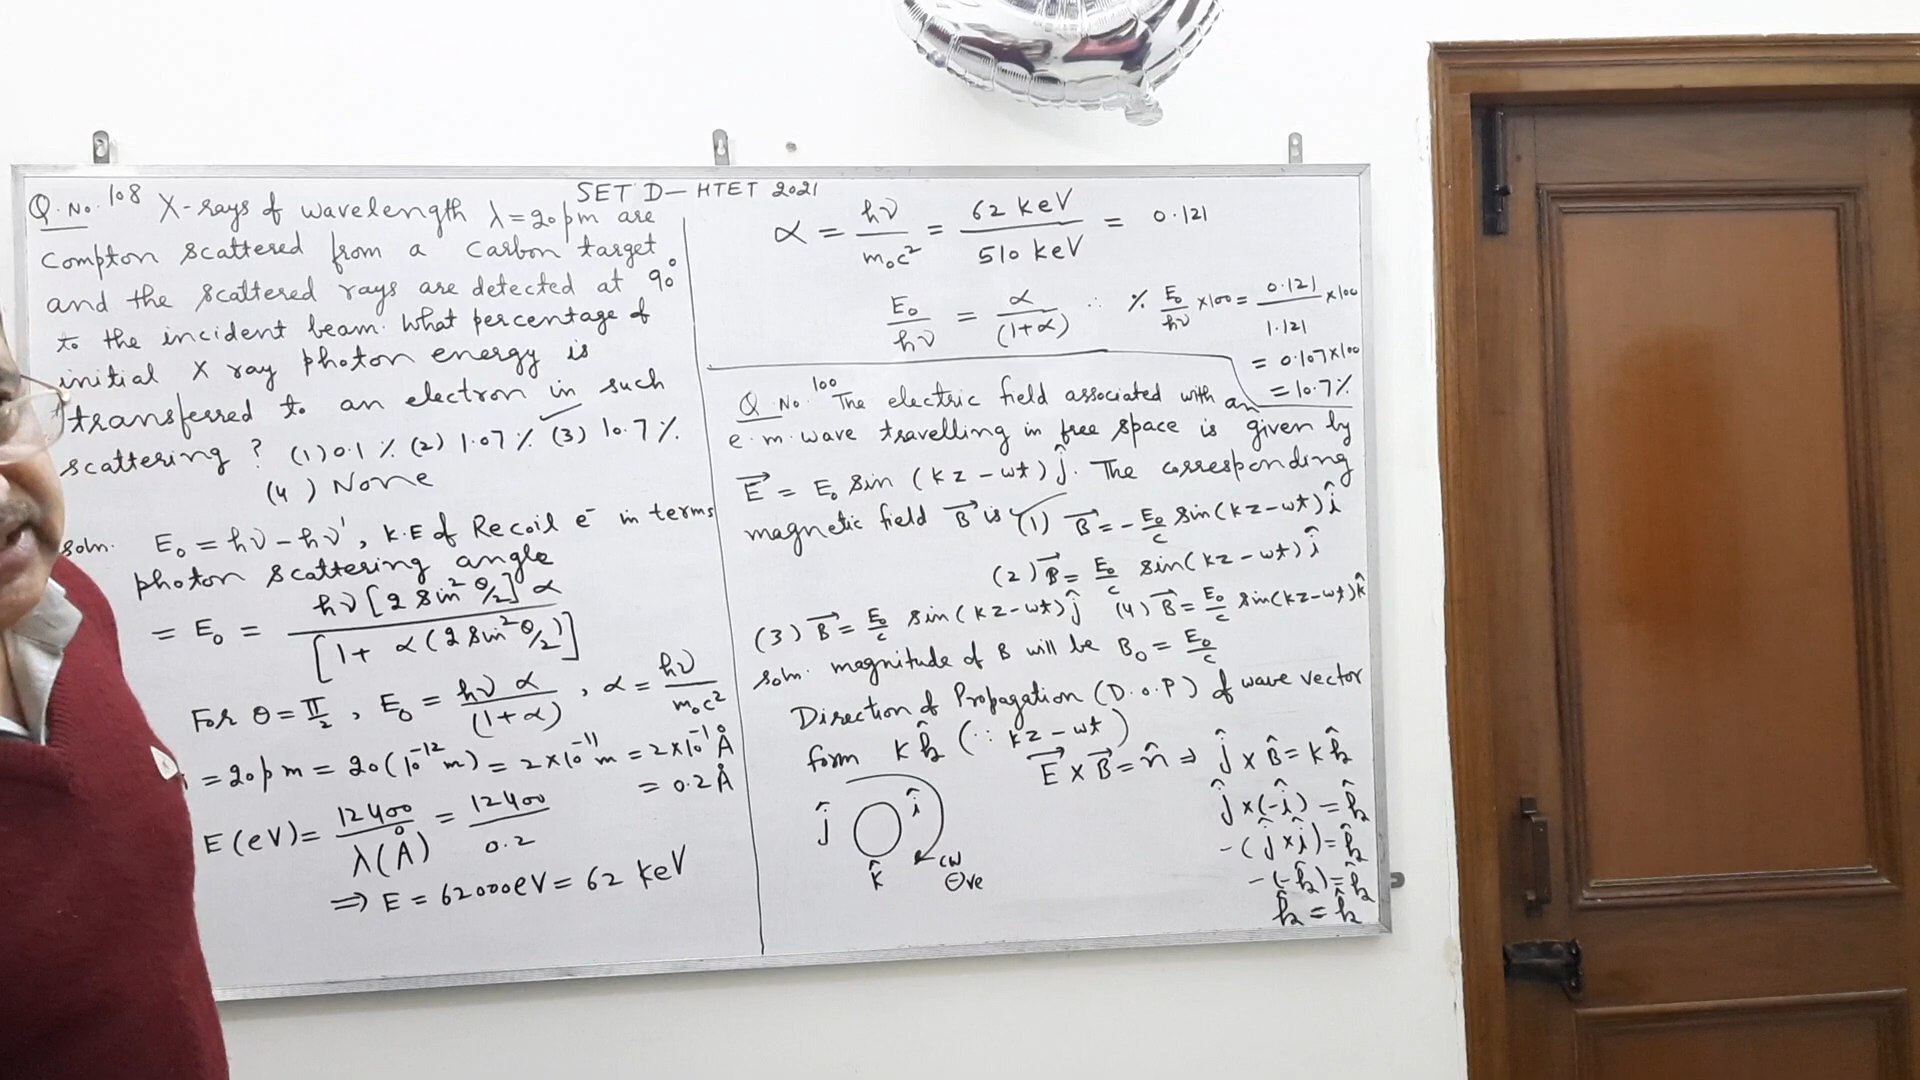 SET D – HTET 2021
Q. No. 108 X-rays of wavelength λ = 20 pm are
Compton scattered from a carbon target
and the scattered rays are detected at 90°
to the incident beam. What percentage of
initial X ray photon energy is
transferred to an electron in such
scattering ? (1) 0.1 % (2) 1.07 % (3) 10.7 %
(4) None
Soln. E₀ = hν – hν', K.E of Recoil e⁻ in terms
photon scattering angle
= E₀ = hν [2 sin² θ/2] α / [1 + α (2 sin² θ/2)]
For θ = π/2, E₀ = hν α / (1+α), α = hν / m₀c²
= 20 pm = 20 (10⁻¹² m) = 2×10⁻¹¹ m = 2×10⁻¹⁰ Å
= 0.2 Å
E (eV) = 12400 / λ(Å) = 12400 / 0.2
⇒ E = 62000 eV = 62 KeV
α = hν / m₀c² = 62 KeV / 510 KeV = 0.121
E₀ / hν = α / (1+α) ∴ % E₀/hν ×100 = 0.121 / 1.121 ×100
= 0.107×100
= 10.7 %
Q. No. 100 The electric field associated with an
e.m. wave travelling in free space is given by
E⃗ = E₀ sin (kz – ωt) ĵ. The corresponding
magnetic field B⃗ is (1) B⃗ = – E₀/c sin (kz – ωt) î
(2) B⃗ = E₀/c sin (kz – ωt) î
(3) B⃗ = E₀/c sin (kz – ωt) ĵ (4) B⃗ = E₀/c sin (kz – ωt) k̂
Soln. magnitude of B will be B₀ = E₀/c
Direction of Propagation (D.o.P) of wave vector
form K k̂ (∵ kz – ωt)
E⃗ × B⃗ = n̂ ⇒ ĵ × B̂ = K k̂
ĵ × (–î) = k̂
– (ĵ × î) = k̂
– (–k̂) = k̂
k̂ = k̂
ĵ î
k̂ CW
⊖ve